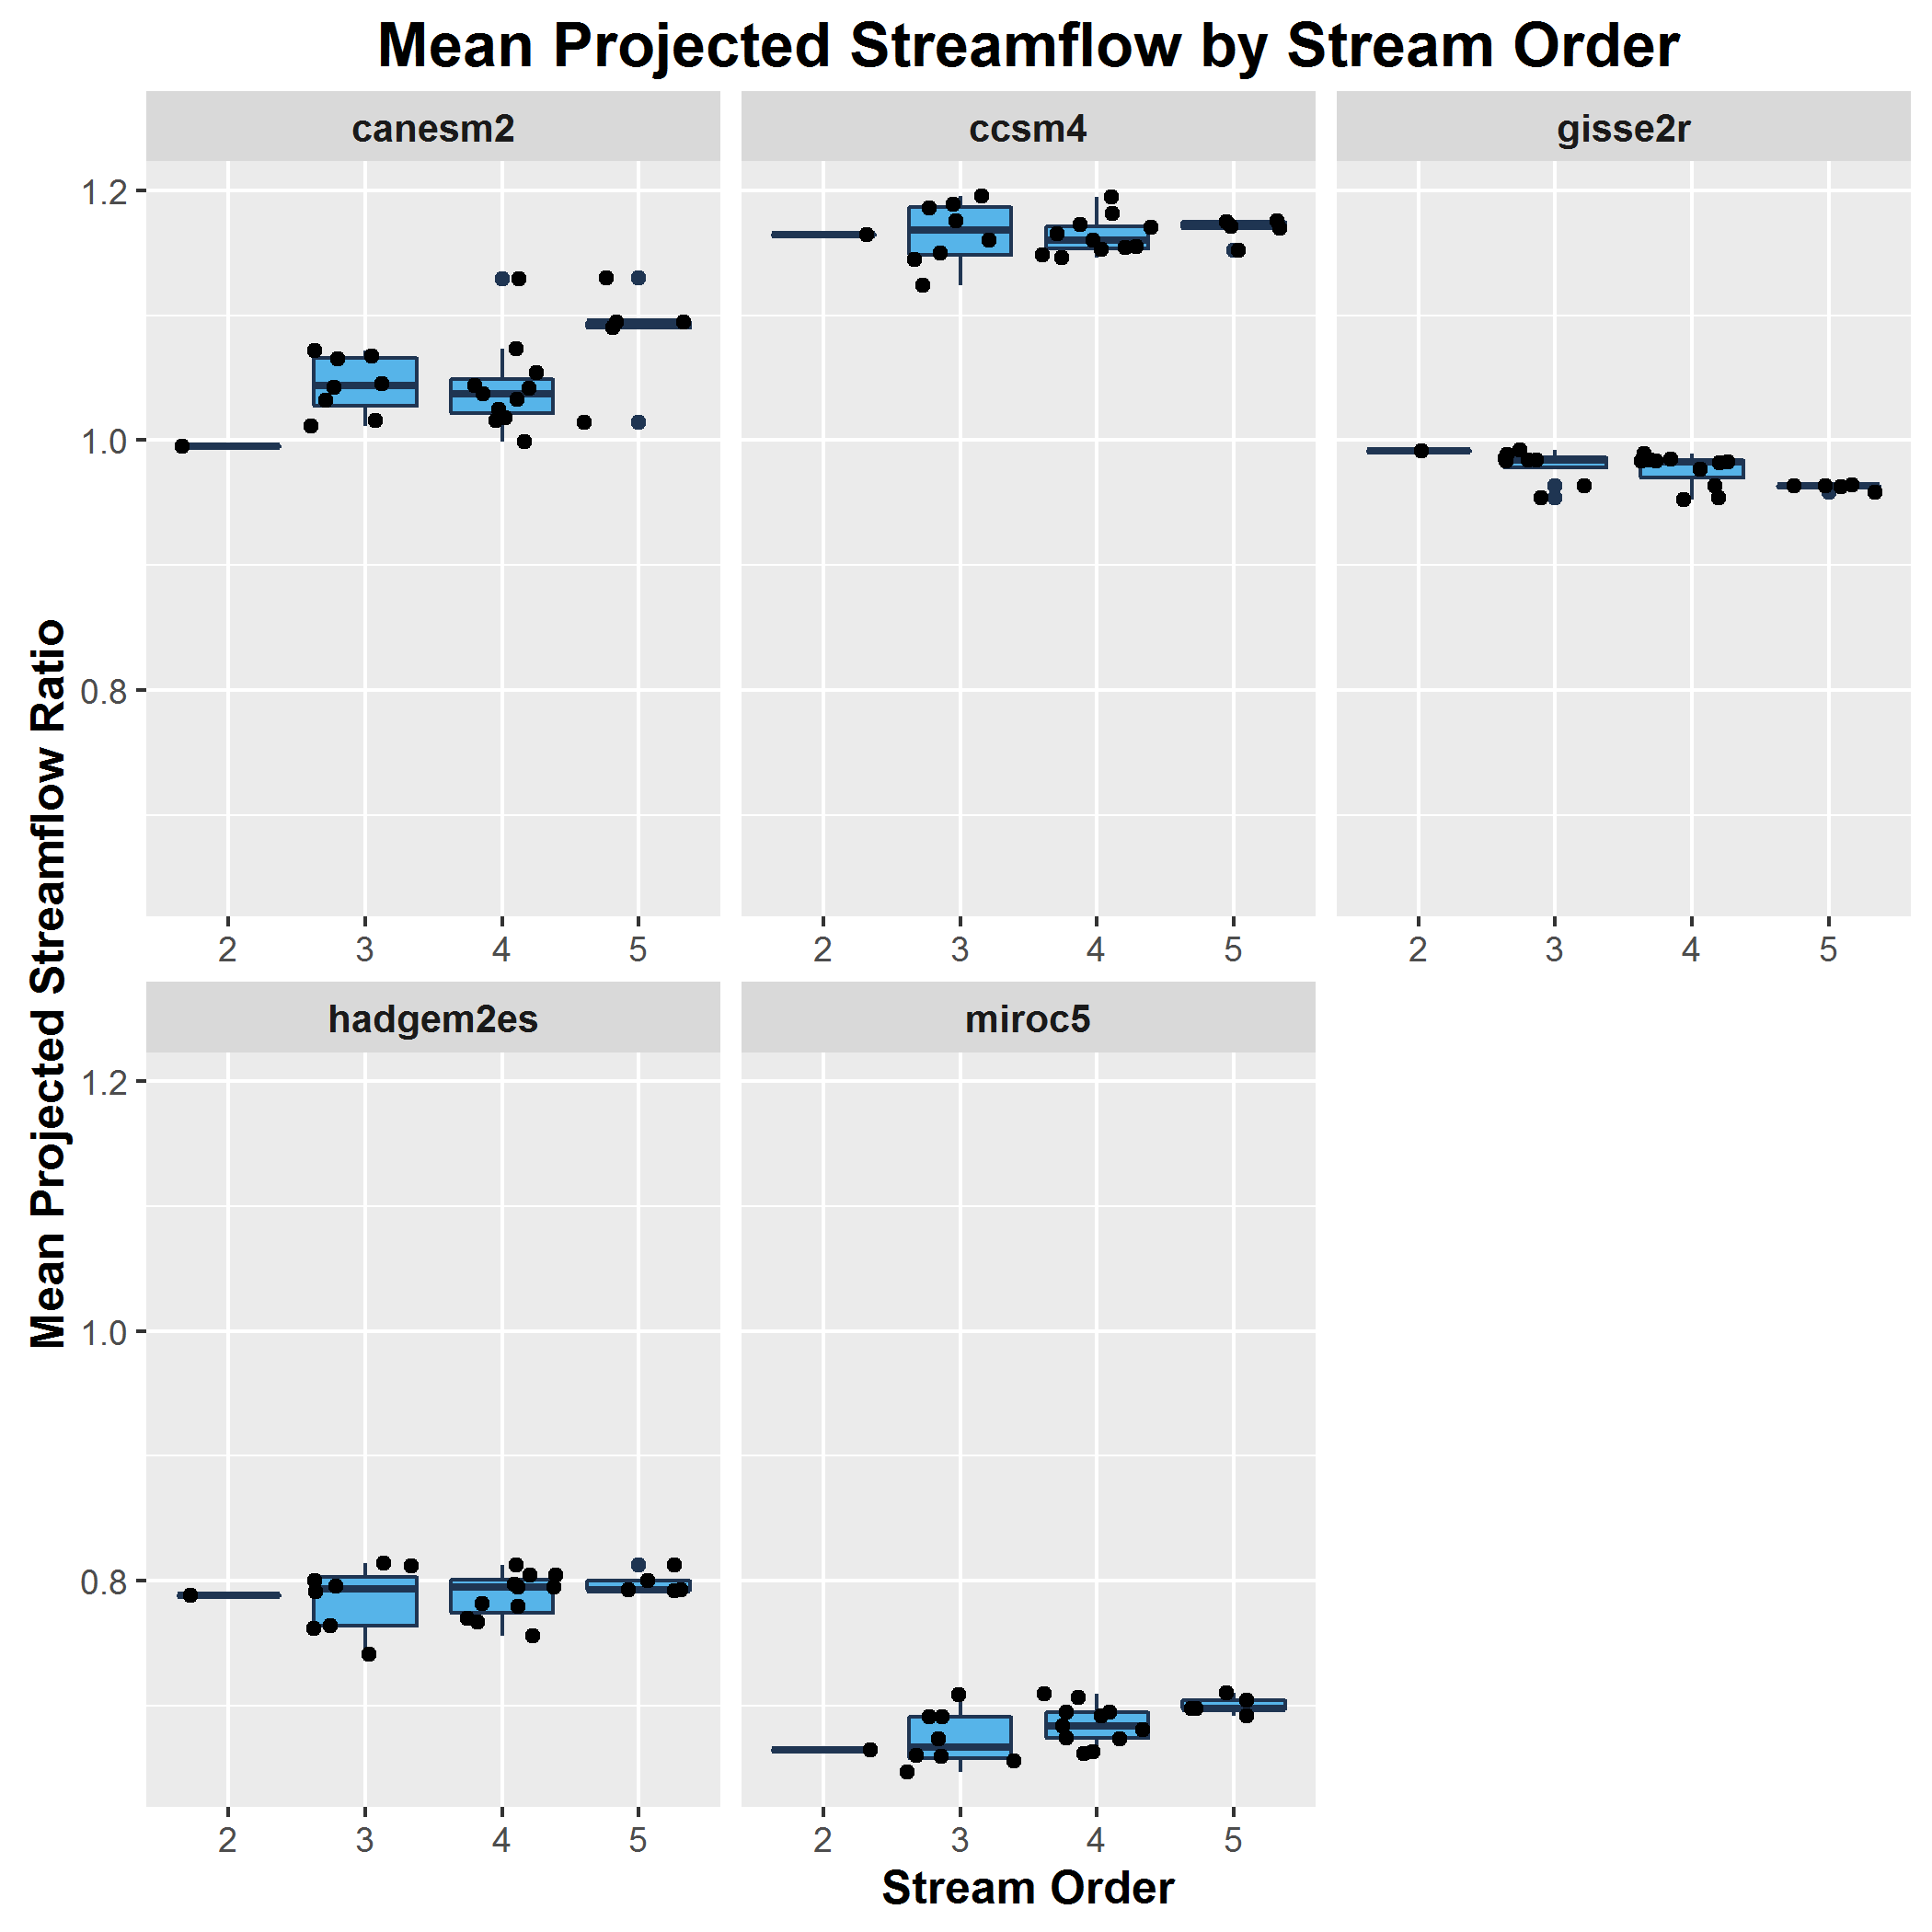 Mean Projected Streamflow by Stream Order
canesm2
ccsm4
gisse2r
1.2
1.0
0.8
2 3 4 5
2 3 4 5
2 3 4 5
Mean Projected Streamflow Ratio
hadgem2es
miroc5
1.2
1.0
0.8
2 3 4 5
2 3 4 5
Stream Order